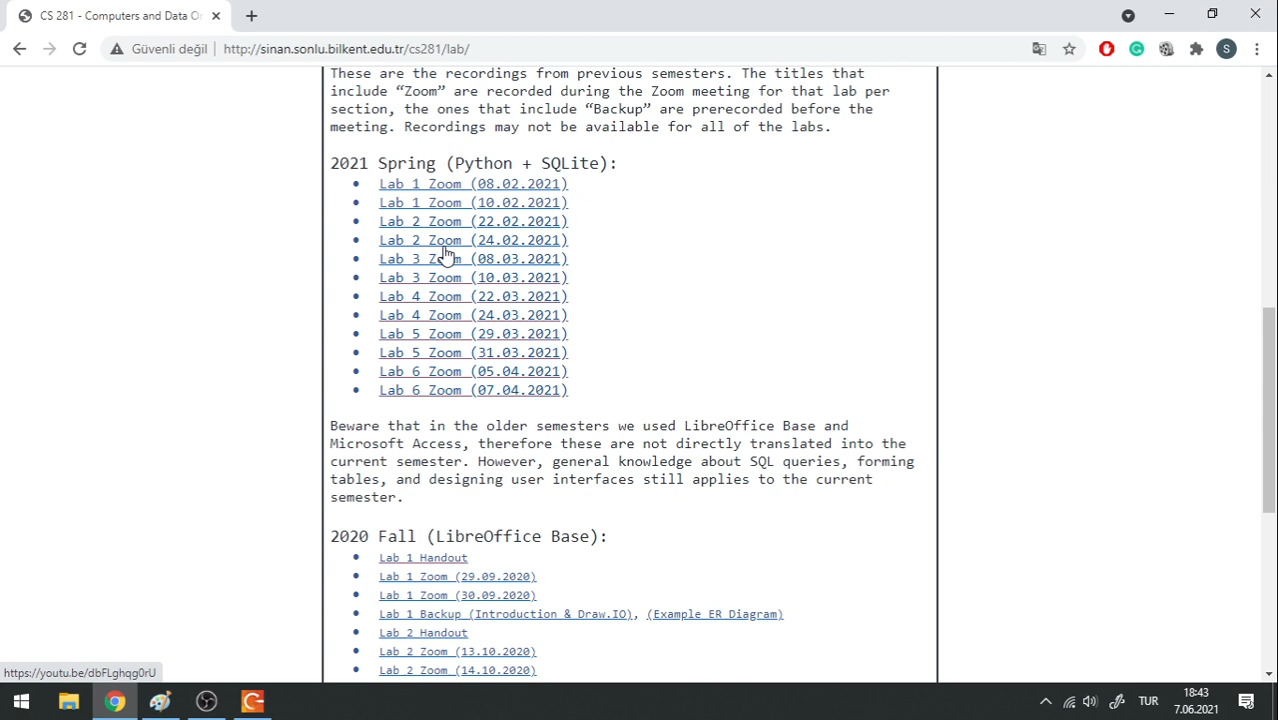 CS 281 - Computers and Data Or
Güvenli değil
http://sinan.sonlu.bilkent.edu.tr/cs281/lab/
S
These are the recordings from previous semesters. The titles that
include “Zoom” are recorded during the Zoom meeting for that lab per
section, the ones that include “Backup” are prerecorded before the
meeting. Recordings may not be available for all of the labs.
2021 Spring (Python + SQLite):
Lab 1 Zoom (08.02.2021)
Lab 1 Zoom (10.02.2021)
Lab 2 Zoom (22.02.2021)
Lab 2 Zoom (24.02.2021)
Lab 3 Zoom (08.03.2021)
Lab 3 Zoom (10.03.2021)
Lab 4 Zoom (22.03.2021)
Lab 4 Zoom (24.03.2021)
Lab 5 Zoom (29.03.2021)
Lab 5 Zoom (31.03.2021)
Lab 6 Zoom (05.04.2021)
Lab 6 Zoom (07.04.2021)
Beware that in the older semesters we used LibreOffice Base and
Microsoft Access, therefore these are not directly translated into the
current semester. However, general knowledge about SQL queries, forming
tables, and designing user interfaces still applies to the current
semester.
2020 Fall (LibreOffice Base):
Lab 1 Handout
Lab 1 Zoom (29.09.2020)
Lab 1 Zoom (30.09.2020)
Lab 1 Backup (Introduction & Draw.IO), (Example ER Diagram)
Lab 2 Handout
Lab 2 Zoom (13.10.2020)
Lab 2 Zoom (14.10.2020)
https://youtu.be/dbFLghqg0rU
TUR
18:43
7.06.2021